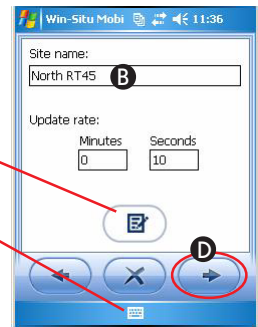 Win-Situ Mobi 11:36
Site name:
North RT45 B
Update rate:
Minutes Seconds
0 10
D